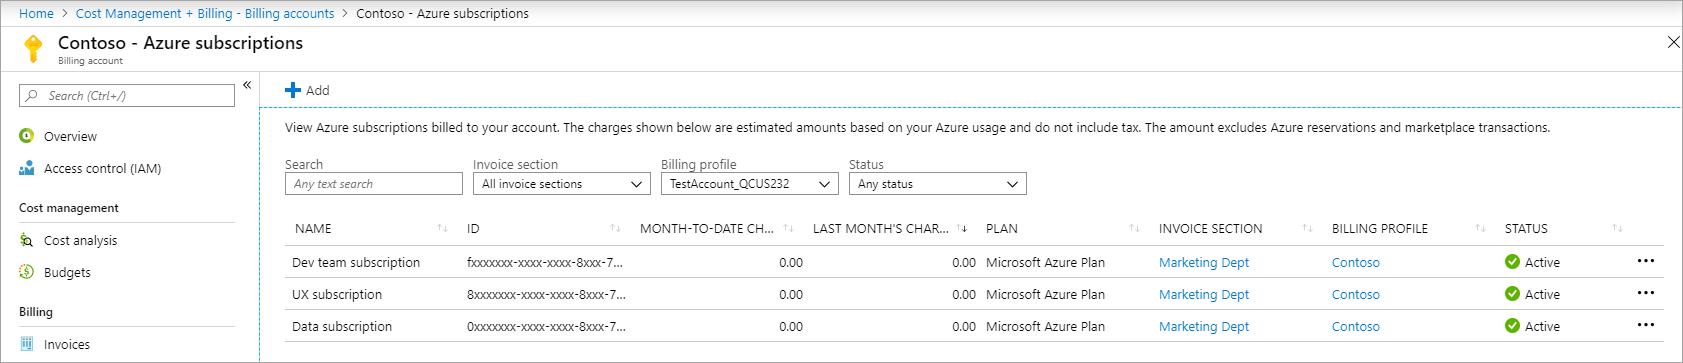 Home > Cost Management + Billing - Billing accounts > Contoso - Azure subscriptions
Contoso - Azure subscriptions
Billing account
Search (Ctrl+/)
Overview
Access control (IAM)
Cost management
Cost analysis
Budgets
Billing
Invoices
Add
View Azure subscriptions billed to your account. The charges shown below are estimated amounts based on your Azure usage and do not include tax. The amount excludes Azure reservations and marketplace transactions.
Search Invoice section Billing profile Status
Any text search All invoice sections TestAccount_QCUS232 Any status
NAME ID MONTH-TO-DATE CH... LAST MONTH'S CHAR... PLAN INVOICE SECTION BILLING PROFILE STATUS
Dev team subscription fxxxxxxx-xxxx-xxxx-8xxx-7... 0.00 0.00 Microsoft Azure Plan Marketing Dept Contoso Active
UX subscription 8xxxxxxx-xxxx-xxxx-8xxx-7... 0.00 0.00 Microsoft Azure Plan Marketing Dept Contoso Active
Data subscription 0xxxxxxx-xxxx-xxxx-8xxx-7... 0.00 0.00 Microsoft Azure Plan Marketing Dept Contoso Active